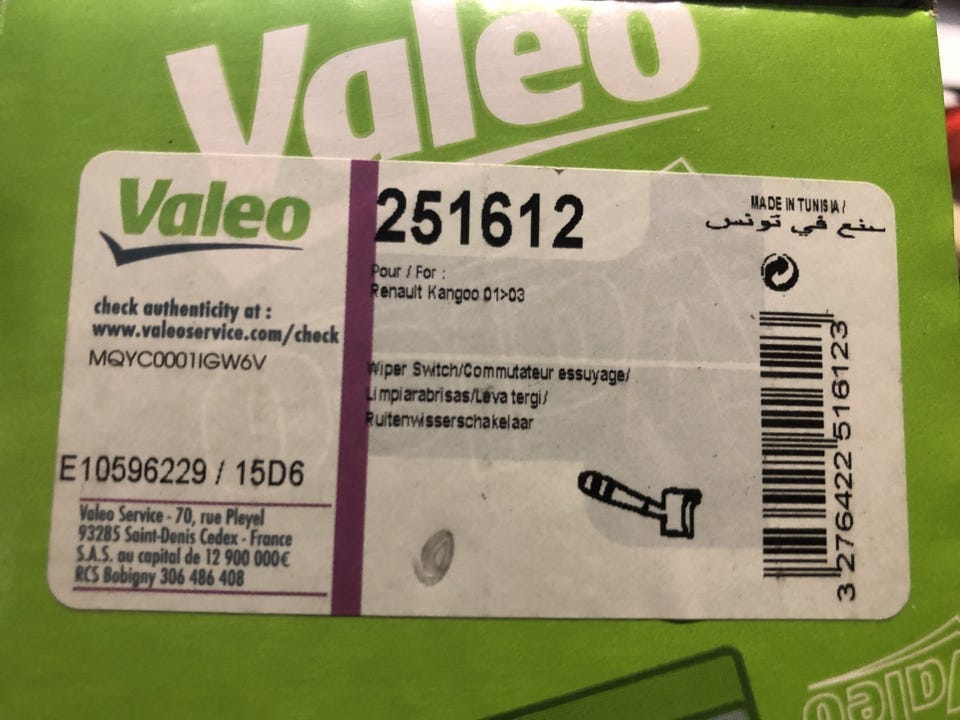 Valeo
Valeo
check authenticity at :
www.valeoservice.com/check
MQYC0001IGW6V
E10596229 / 15D6
Valeo Service - 70, rue Pleyel
93285 Saint-Denis Cedex - France
S.A.S. au capital de 12 900 000€
RCS Bobigny 306 486 408
251612
Pour / For :
Renault Kangoo 01>03
Wiper Switch/Commutateur essuyage/
Limpiarabrisas/Leva tergi/
Ruitenwisserschakelaar
MADE IN TUNISIA /
صنع في تونس
3 276422 516123
Valeo